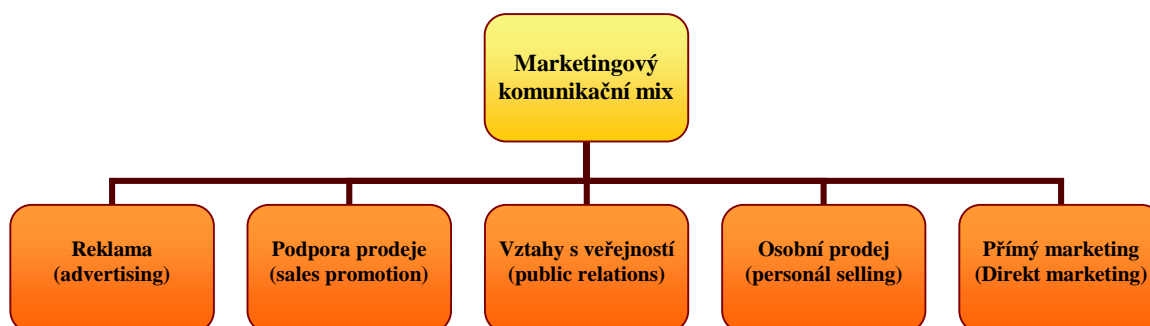 Marketingový
komunikační mix
Reklama
(advertising)
Podpora prodeje
(sales promotion)
Vztahy s veřejností
(public relations)
Osobní prodej
(personál selling)
Přímý marketing
(Direkt marketing)